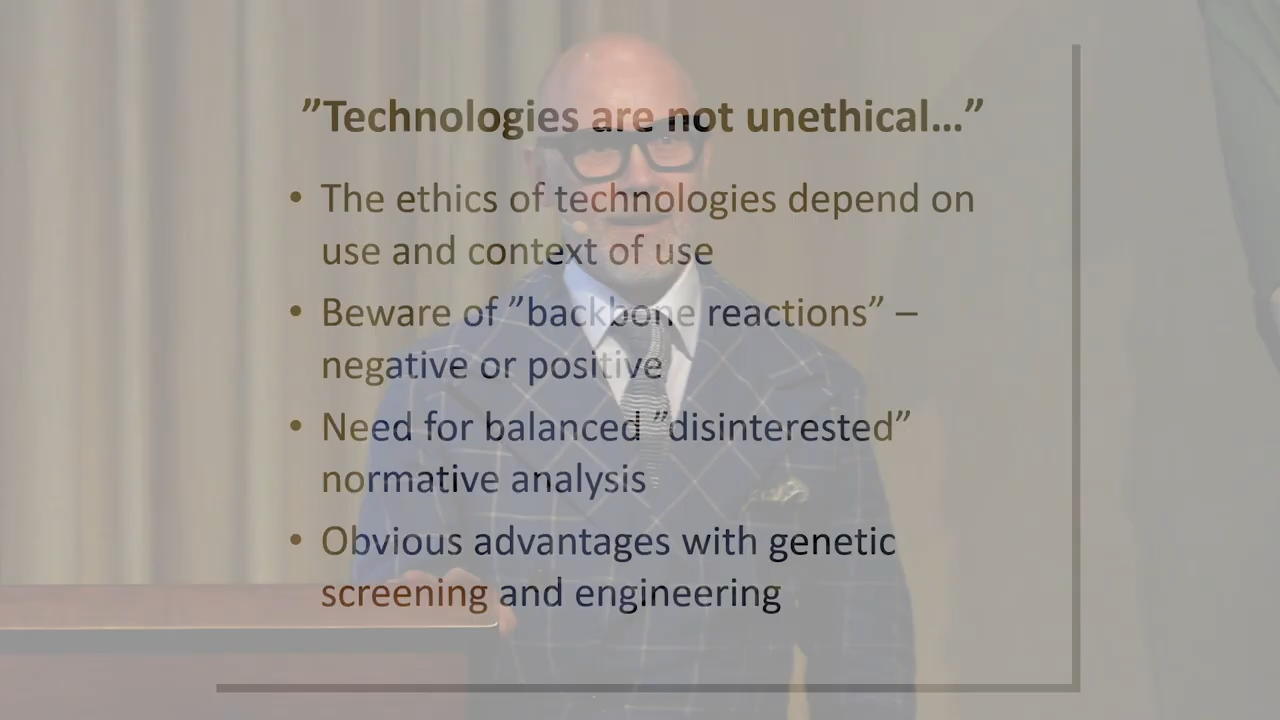 ”Technologies are not unethical…”
• The ethics of technologies depend on
use and context of use
• Beware of ”backbone reactions” –
negative or positive
• Need for balanced ”disinterested”
normative analysis
• Obvious advantages with genetic
screening and engineering